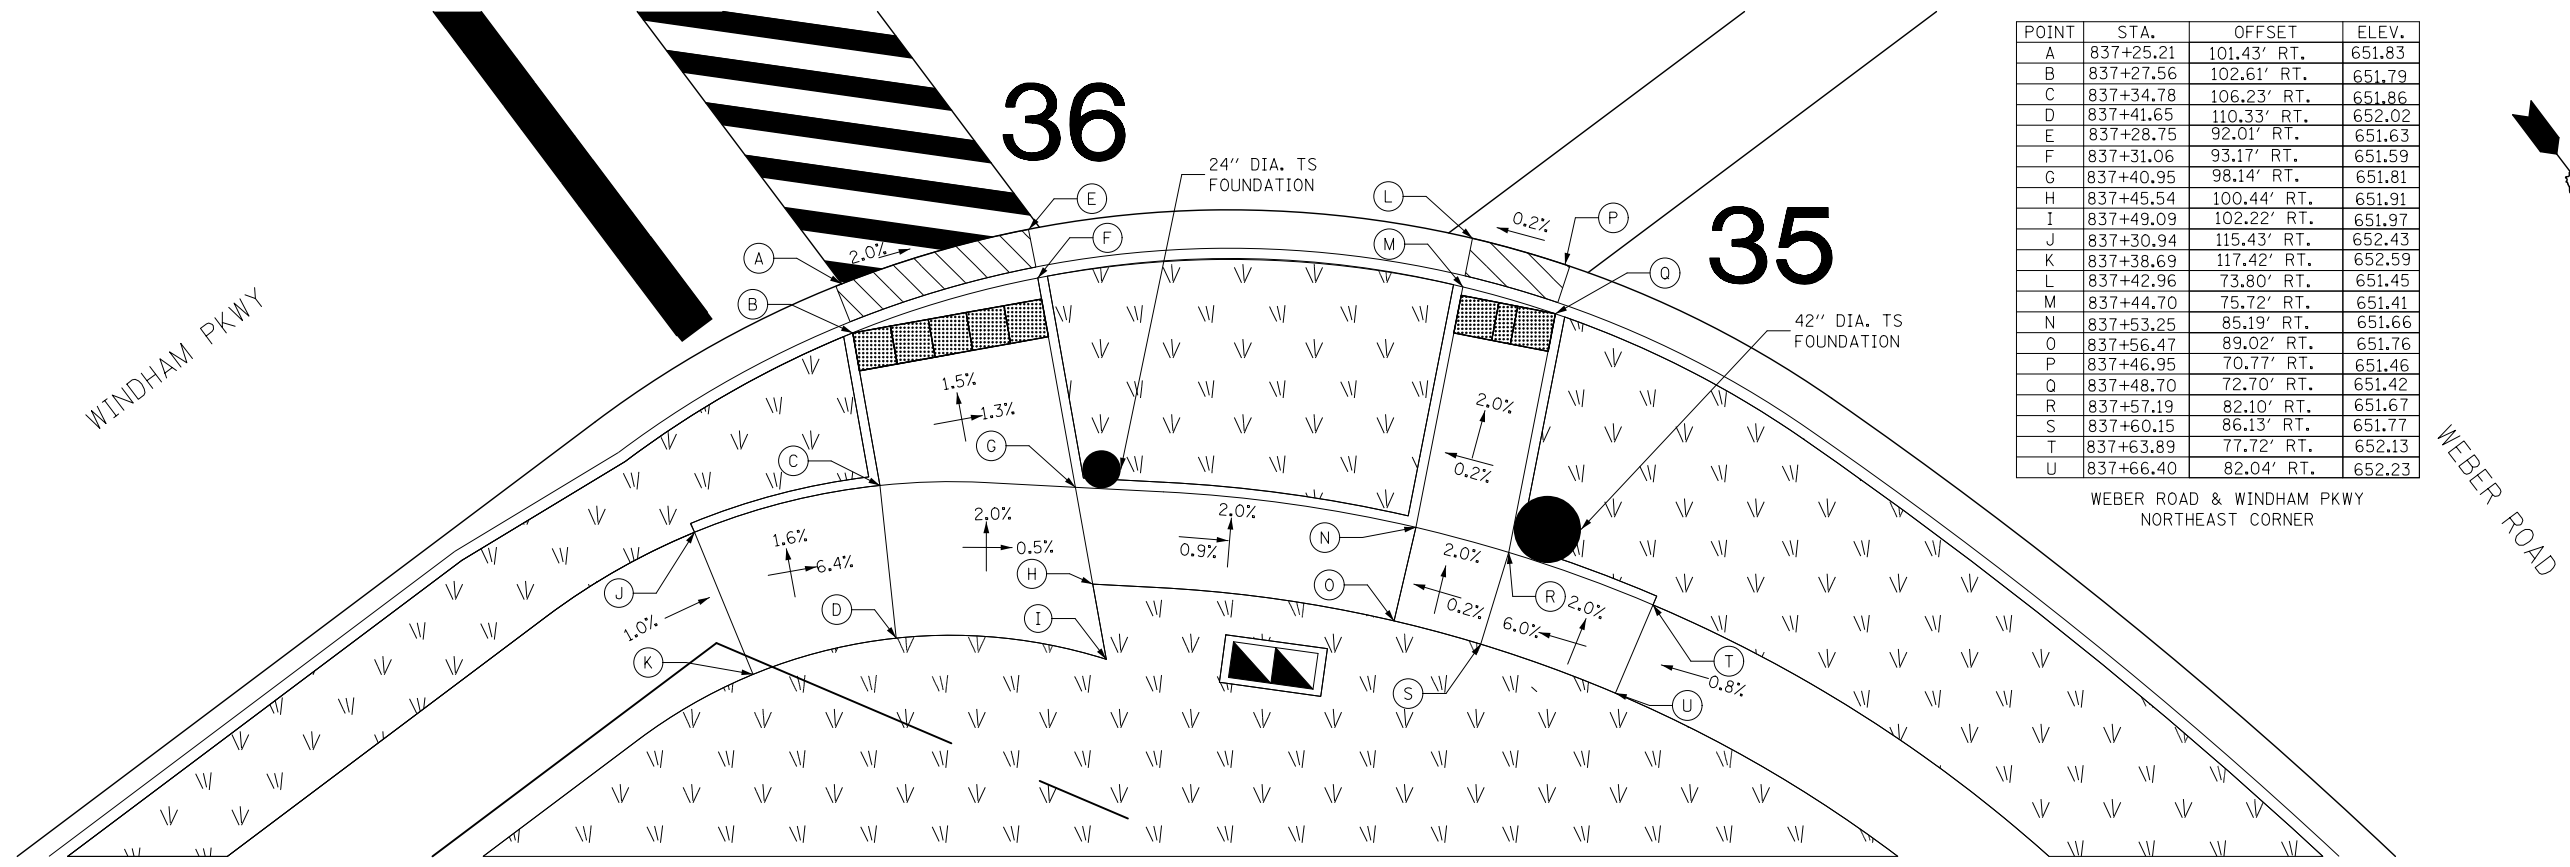 POINT STA. OFFSET ELEV.
A 837+25.21 101.43' RT. 651.83
B 837+27.56 102.61' RT. 651.79
C 837+34.78 106.23' RT. 651.86
D 837+41.65 110.33' RT. 652.02
E 837+28.75 92.01' RT. 651.63
F 837+31.06 93.17' RT. 651.59
G 837+40.95 98.14' RT. 651.81
H 837+45.54 100.44' RT. 651.91
I 837+49.09 102.22' RT. 651.97
J 837+30.94 115.43' RT. 652.43
K 837+38.69 117.42' RT. 652.59
L 837+42.96 73.80' RT. 651.45
M 837+44.70 75.72' RT. 651.41
N 837+53.25 85.19' RT. 651.66
O 837+56.47 89.02' RT. 651.76
P 837+46.95 70.77' RT. 651.46
Q 837+48.70 72.70' RT. 651.42
R 837+57.19 82.10' RT. 651.67
S 837+60.15 86.13' RT. 651.77
T 837+63.89 77.72' RT. 652.13
U 837+66.40 82.04' RT. 652.23
WEBER ROAD & WINDHAM PKWY
NORTHEAST CORNER
36
35
24'' DIA. TS
FOUNDATION
42'' DIA. TS
FOUNDATION
WINDHAM PKWY
WEBER ROAD
A
B
E
F
L
M
P
Q
2.0%
0.2%
1.5%
1.3%
2.0%
0.2%
C
G
J
D
H
I
K
N
O
R
S
T
U
1.6%
6.4%
1.0%
2.0%
0.5%
2.0%
0.9%
2.0%
0.2%
2.0%
6.0%
0.8%